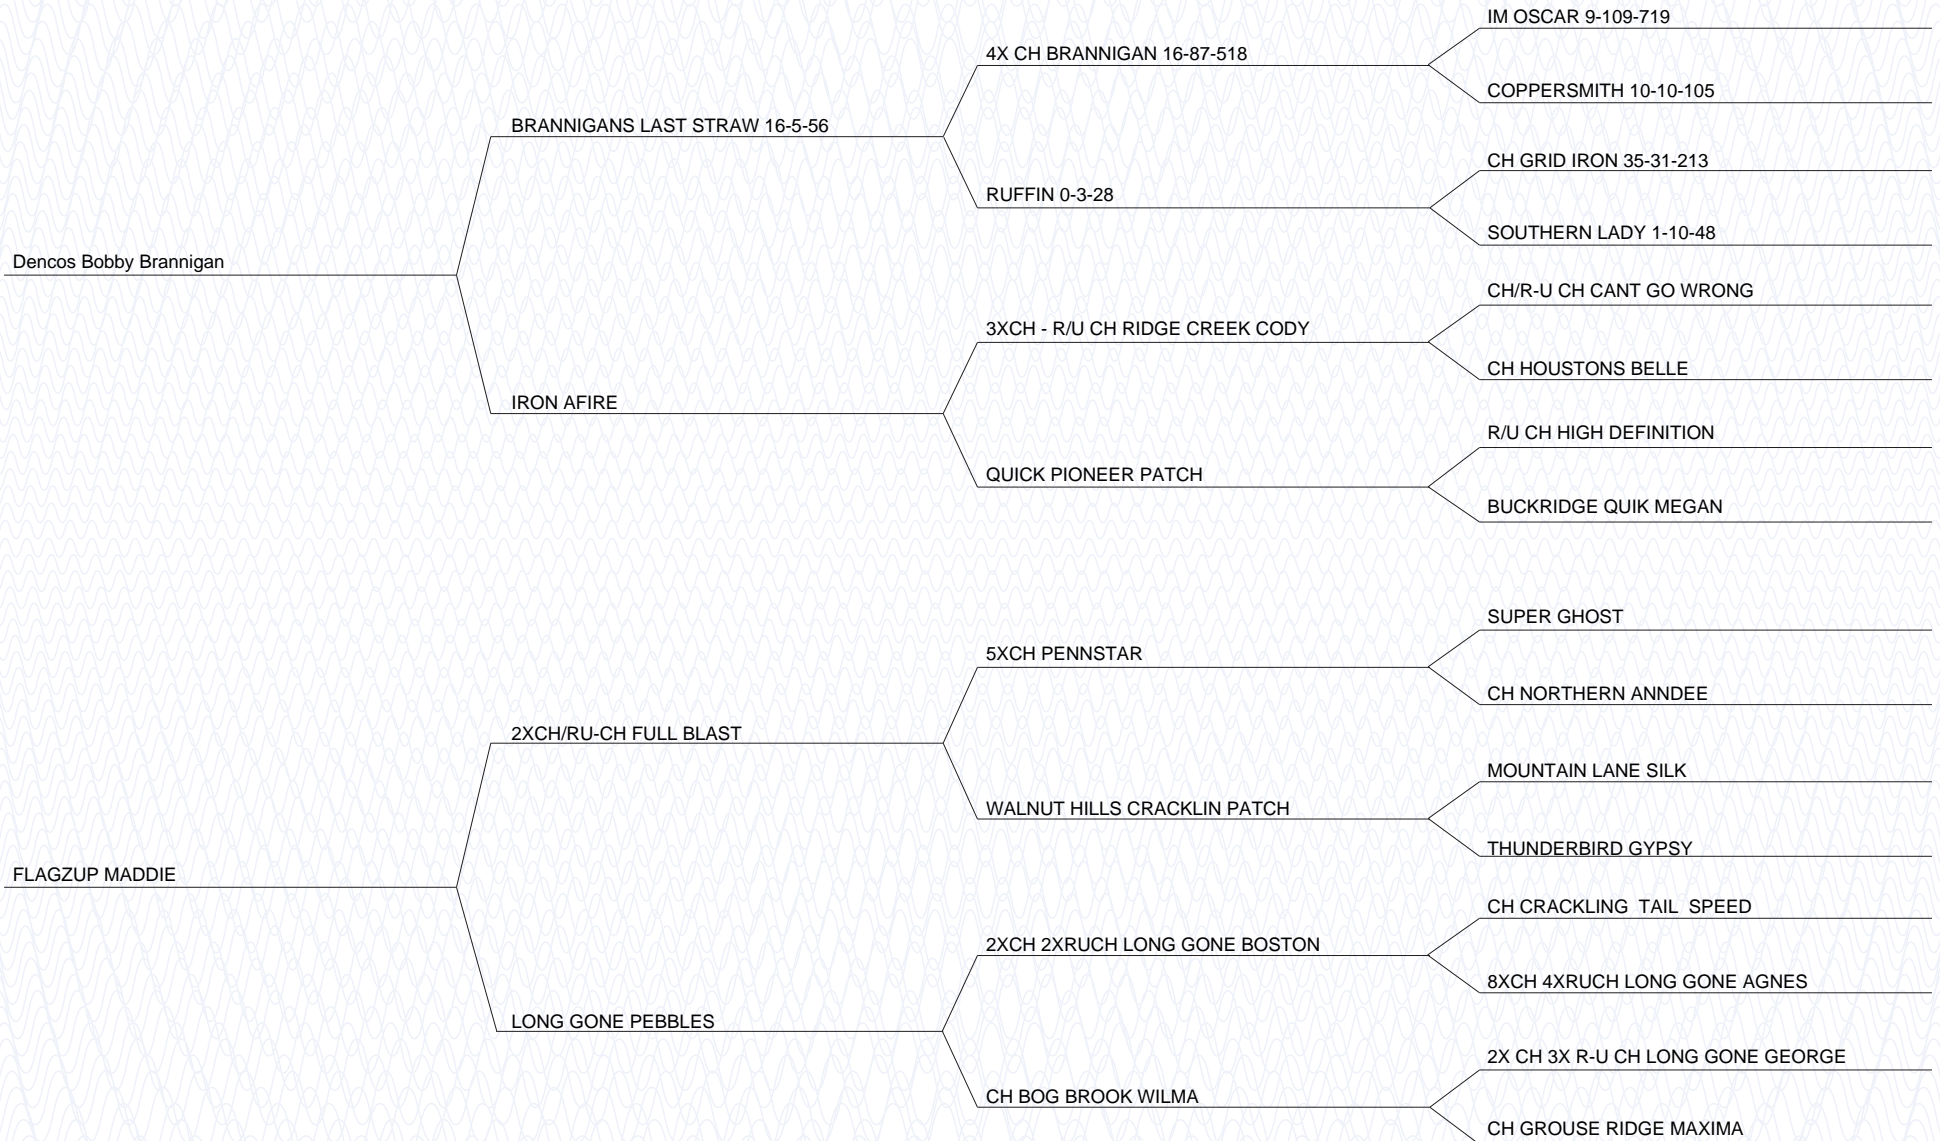 IM OSCAR 9-109-719
4X CH BRANNIGAN 16-87-518
COPPERSMITH 10-10-105
BRANNIGANS LAST STRAW 16-5-56
CH GRID IRON 35-31-213
RUFFIN 0-3-28
SOUTHERN LADY 1-10-48
Dencos Bobby Brannigan
CH/R-U CH CANT GO WRONG
3XCH - R/U CH RIDGE CREEK CODY
CH HOUSTONS BELLE
IRON AFIRE
R/U CH HIGH DEFINITION
QUICK PIONEER PATCH
BUCKRIDGE QUIK MEGAN
SUPER GHOST
5XCH PENNSTAR
CH NORTHERN ANNDEE
2XCH/RU-CH FULL BLAST
MOUNTAIN LANE SILK
WALNUT HILLS CRACKLIN PATCH
THUNDERBIRD GYPSY
FLAGZUP MADDIE
CH CRACKLING  TAIL  SPEED
2XCH 2XRUCH LONG GONE BOSTON
8XCH 4XRUCH LONG GONE AGNES
LONG GONE PEBBLES
2X CH 3X R-U CH LONG GONE GEORGE
CH BOG BROOK WILMA
CH GROUSE RIDGE MAXIMA